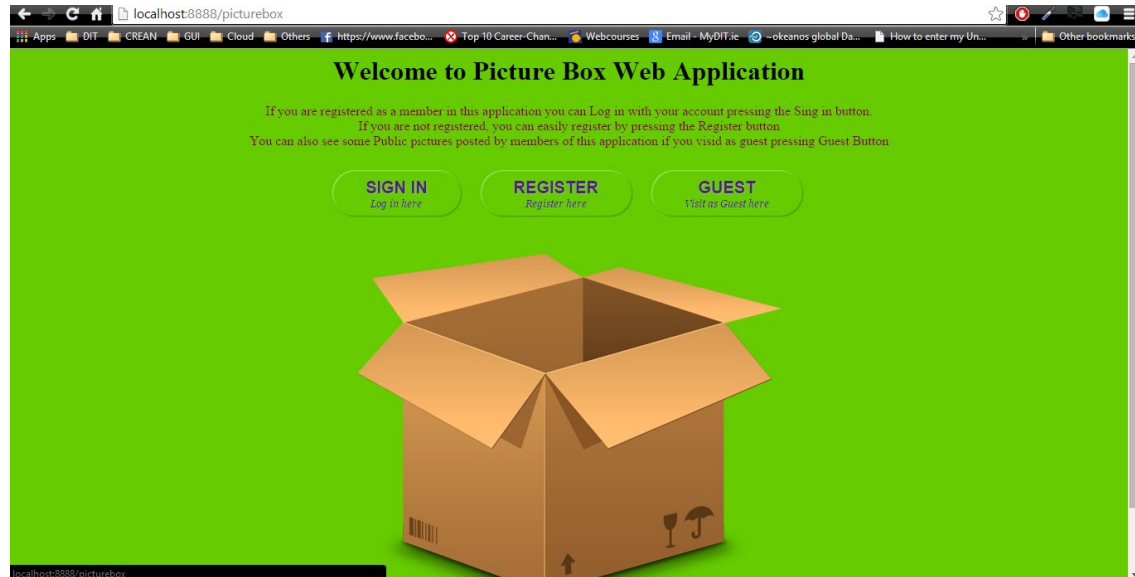 localhost:8888/picturebox
Apps DIT CREAN GUI Cloud Others https://www.facebo... Top 10 Career-Chan... Webcourses Email - MyDIT.ie ~okeanos global Da... How to enter my Un... » Other bookmarks
Welcome to Picture Box Web Application
If you are registered as a member in this application you can Log in with your account pressing the Sing in button.
If you are not registered, you can easily register by pressing the Register button
You can also see some Public pictures posted by members of this application if you visid as guest pressing Guest Button
SIGN IN REGISTER GUEST
Log in here Register here Visit as Guest here
localhost:8888/picturebox